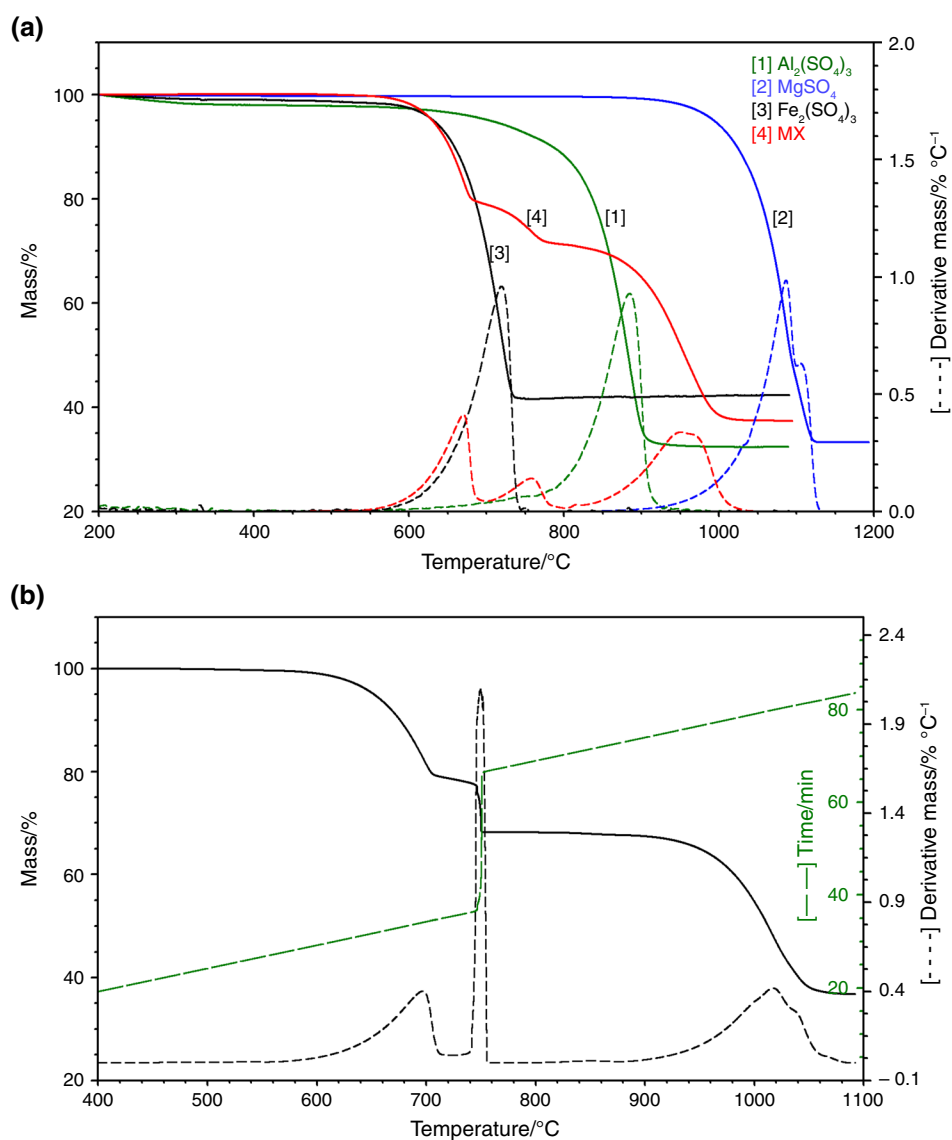 (a)
[1] Al₂(SO₄)₃
[2] MgSO₄
[3] Fe₂(SO₄)₃
[4] MX
100
80
60
40
20
Mass/%
2.0
1.5
1.0
0.5
0.0
[- - - -] Derivative mass/% °C⁻¹
[1]
[2]
[3]
[4]
200 400 600 800 1000 1200
Temperature/°C
(b)
100
80
60
40
20
Mass/%
80
60
40
20
[— —] Time/min
2.4
1.9
1.4
0.9
0.4
−0.1
[- - - -] Derivative mass/% °C⁻¹
400 500 600 700 800 900 1000 1100
Temperature/°C